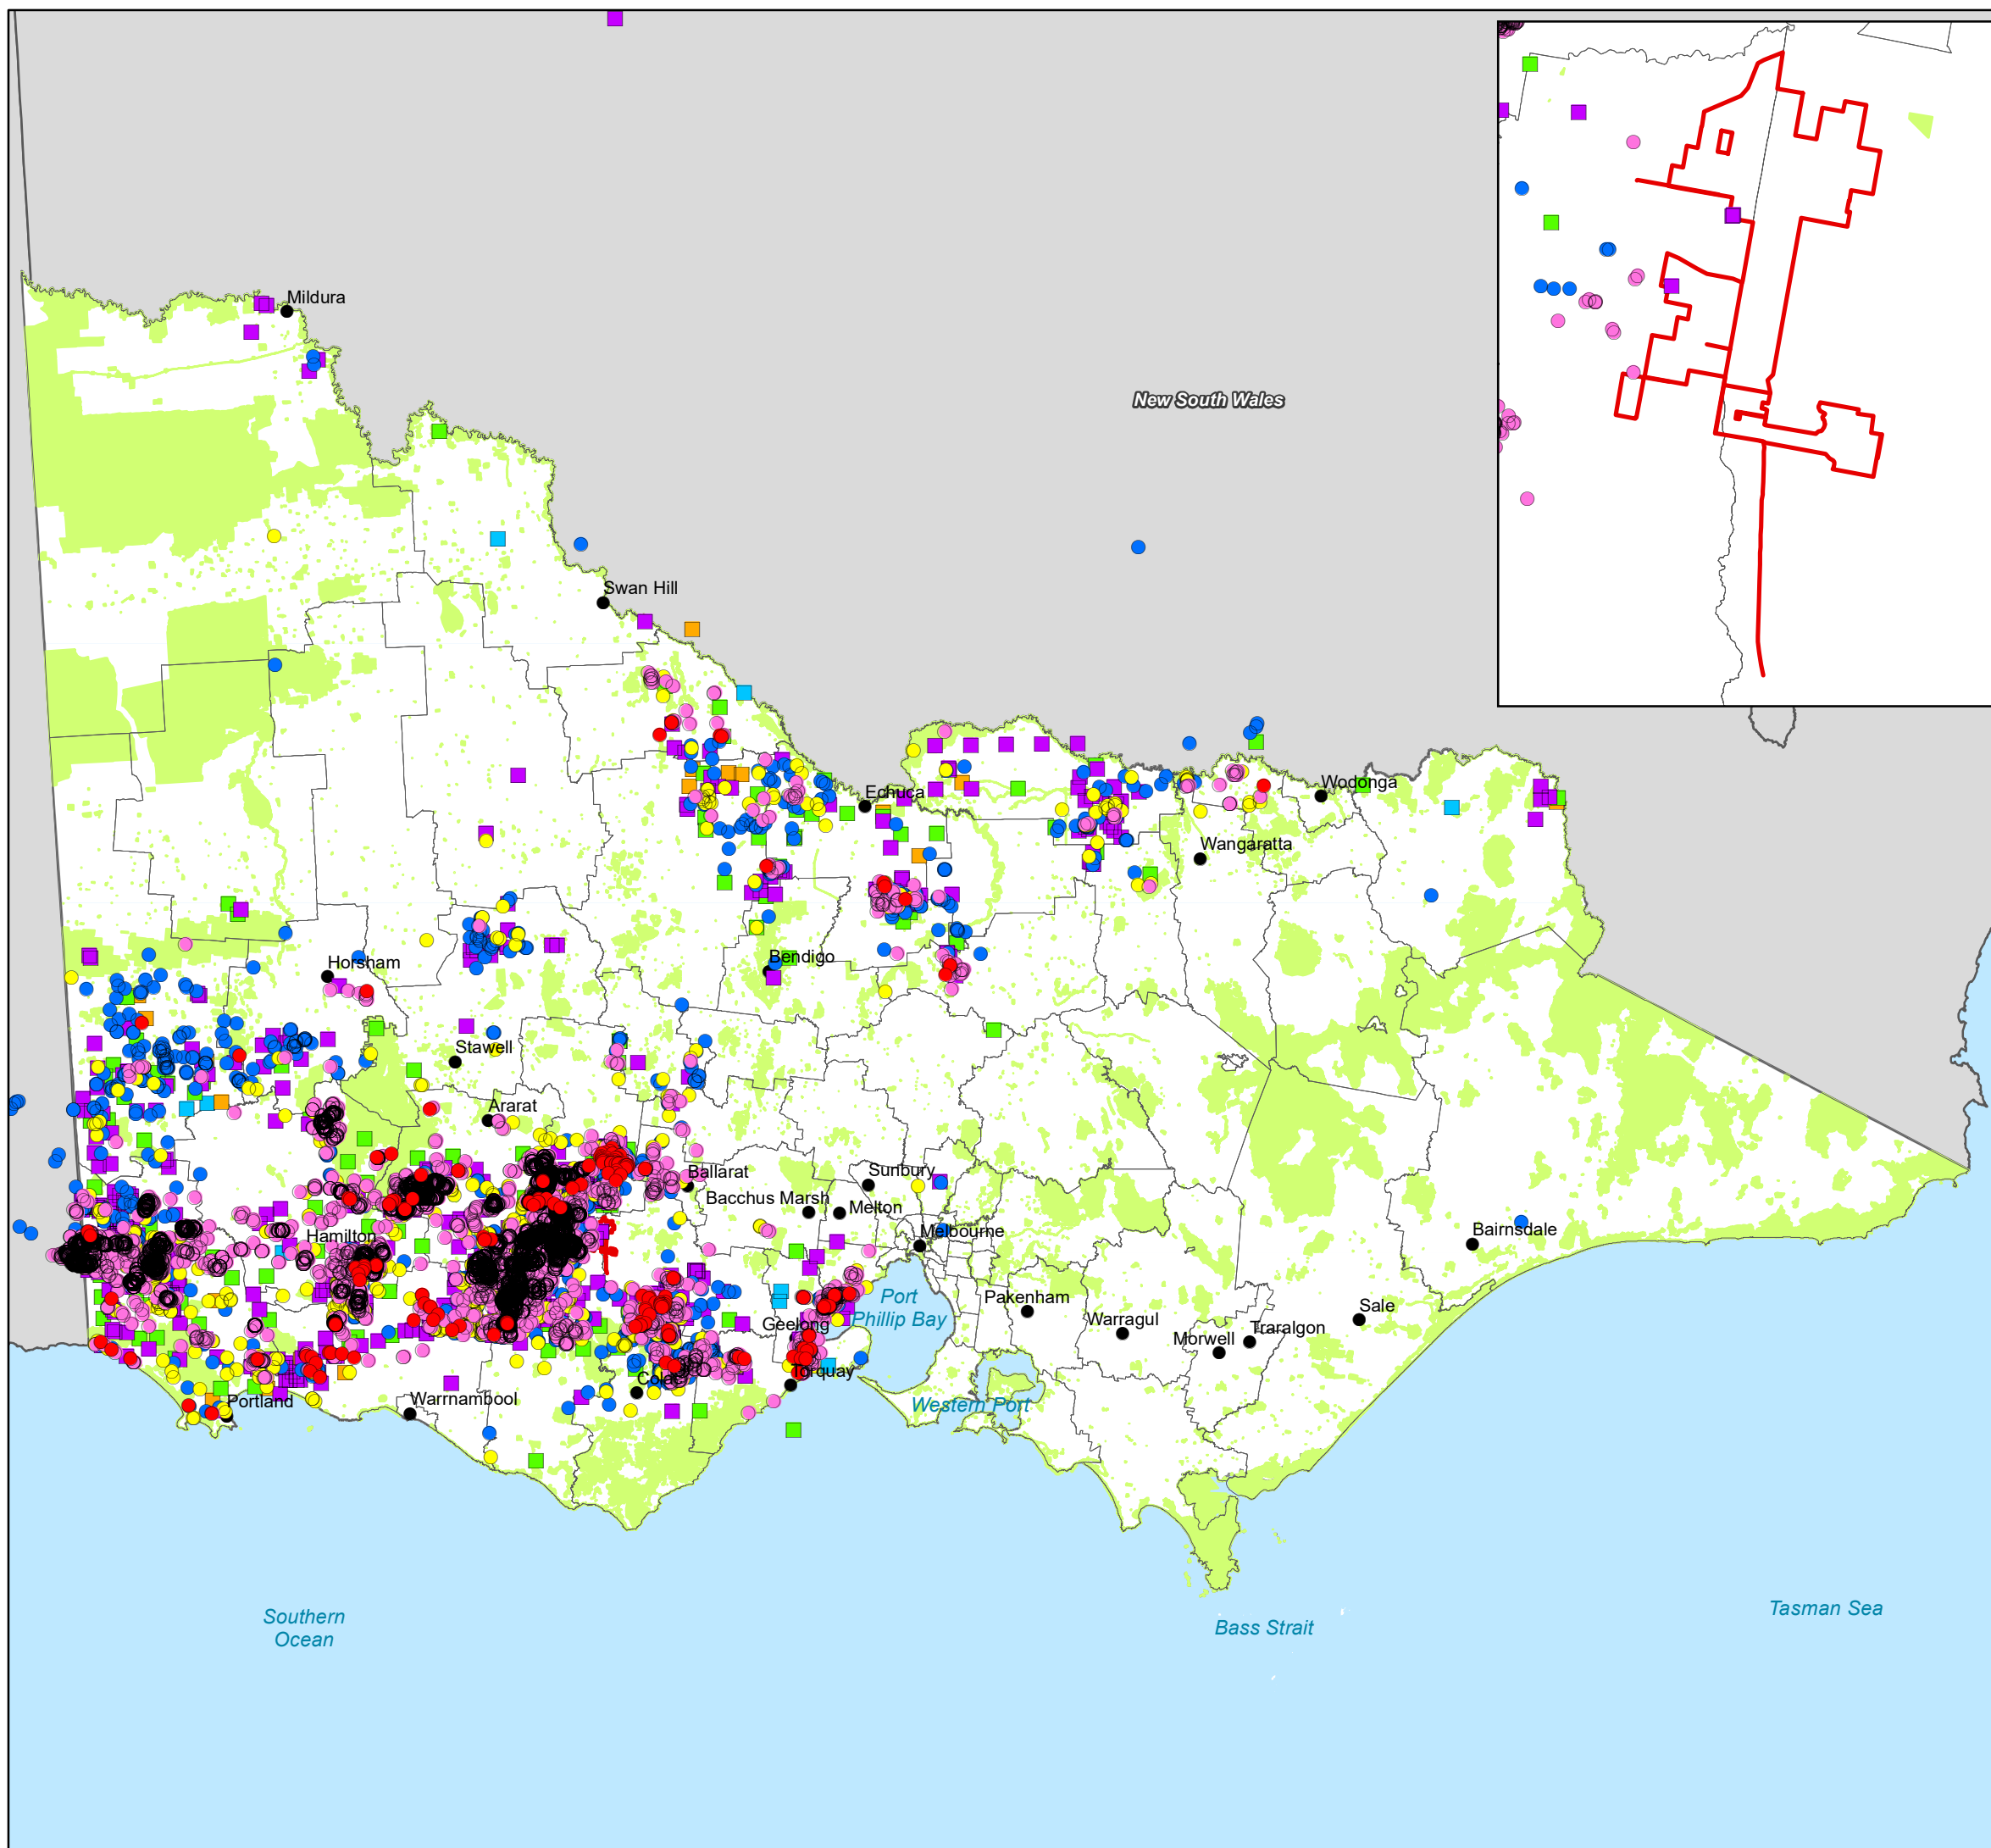 Mildura
New South Wales
Swan Hill
Wodonga
Echuca
Wangaratta
Bendigo
Horsham
Stawell
Ararat
Ballarat
Sunbury
Bacchus Marsh
Melton
Melbourne
Bairnsdale
Hamilton
Port
Phillip Bay
Pakenham
Sale
Geelong
Warragul
Traralgon
Morwell
Colac
Torquay
Portland
Warrnambool
Western Port
Southern
Ocean
Bass Strait
Tasman Sea